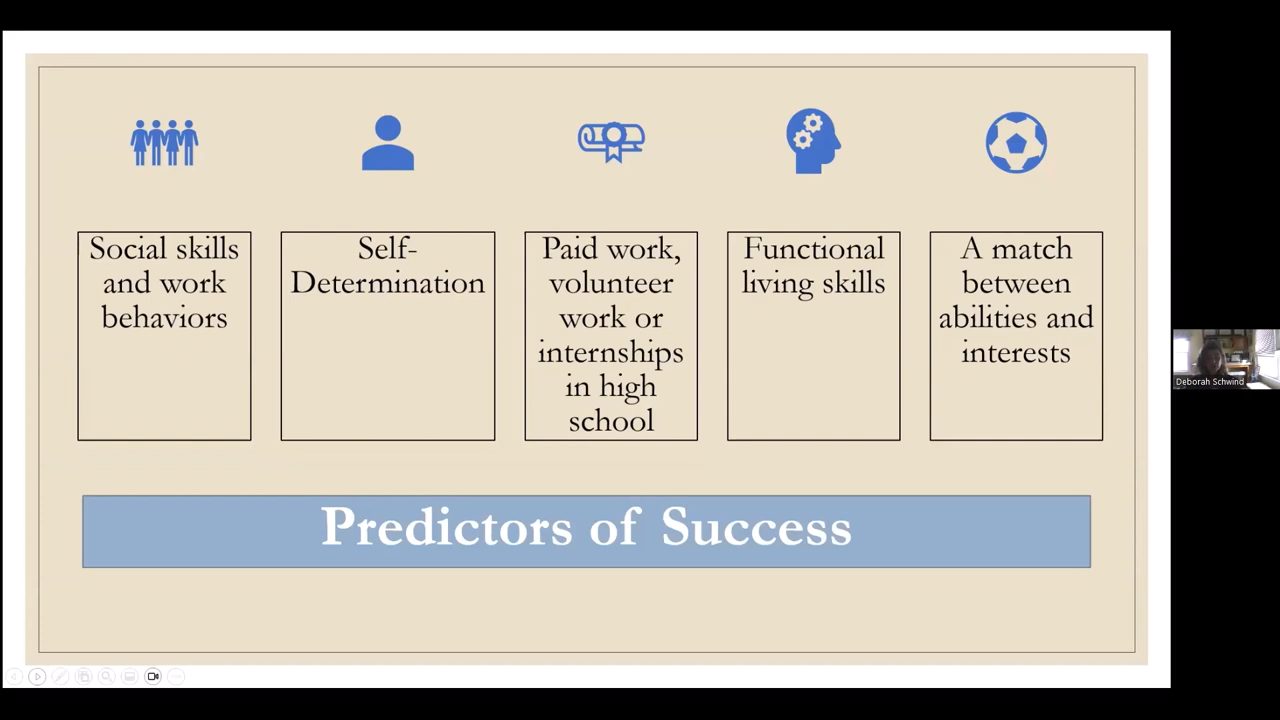 Social skills
and work
behaviors
Self-
Determination
Paid work,
volunteer
work or
internships
in high
school
Functional
living skills
A match
between
abilities and
interests
Predictors of Success
Deborah Schwind